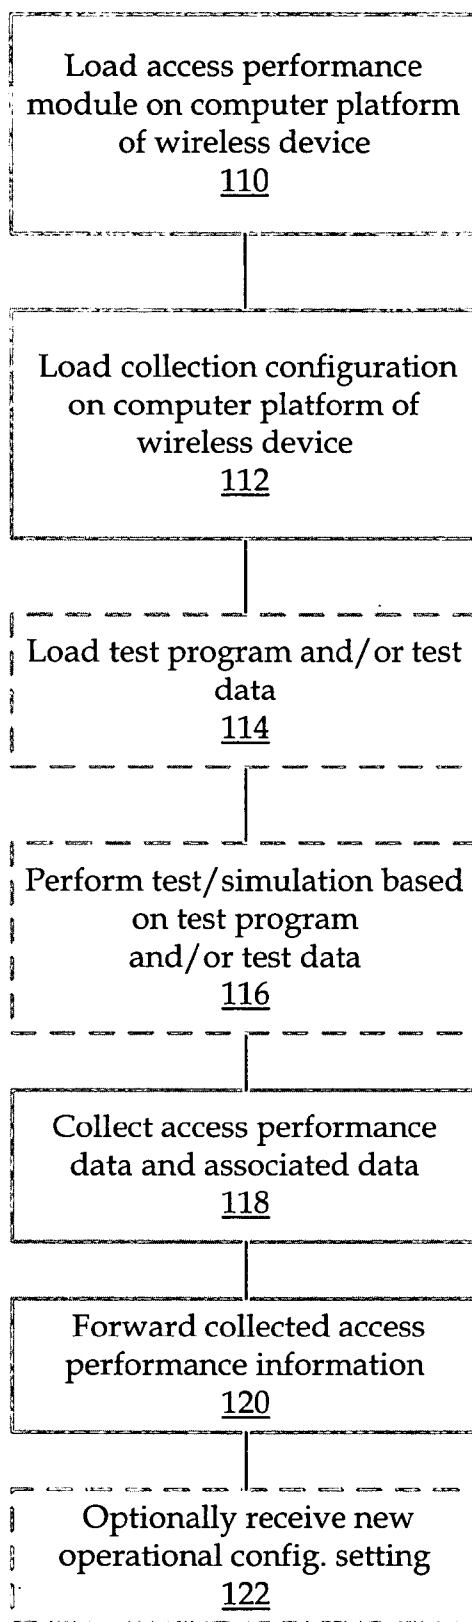 Load access performance
module on computer platform
of wireless device
110
Load collection configuration
on computer platform of
wireless device
112
Load test program and/or test
data
114
Perform test/simulation based
on test program
and/or test data
116
Collect access performance
data and associated data
118
Forward collected access
performance information
120
Optionally receive new
operational config. setting
122